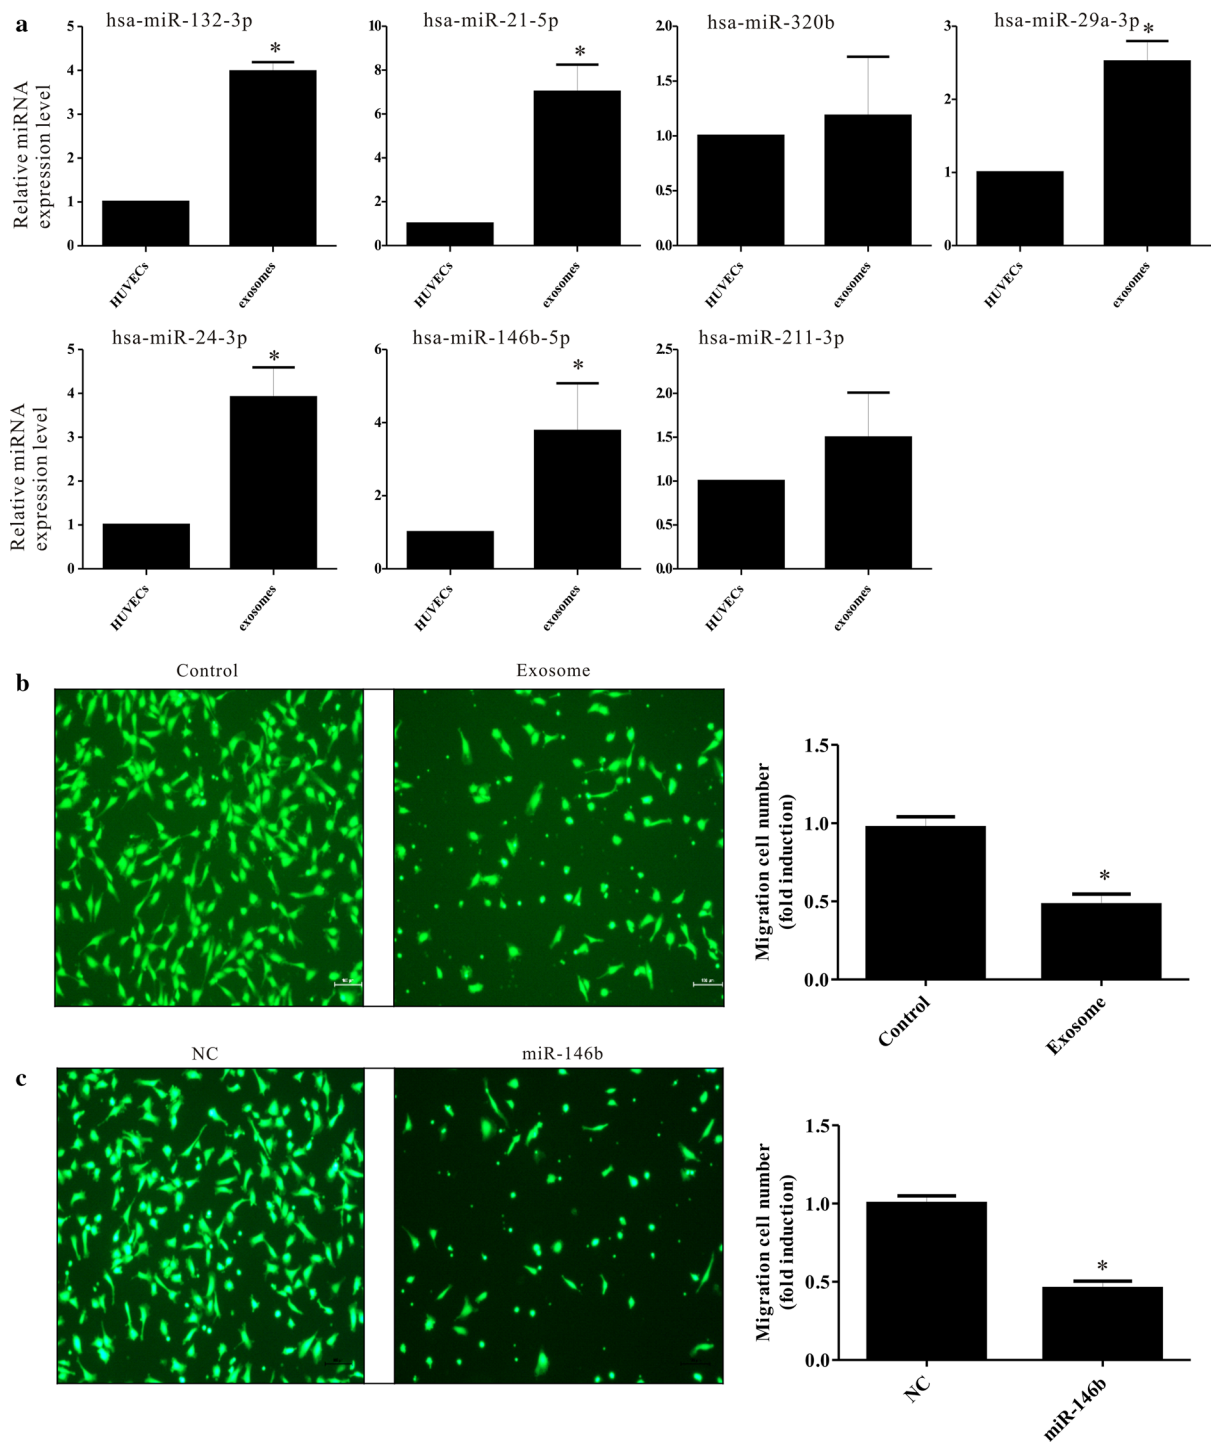 a
hsa-miR-132-3p
hsa-miR-21-5p
hsa-miR-320b
hsa-miR-29a-3p
Relative miRNA
expression level
5
4
3
2
1
0
*
HUVECs
exosomes
10
8
6
4
2
0
*
HUVECs
exosomes
2.0
1.5
1.0
0.5
0.0
HUVECs
exosomes
3
2
1
0
*
HUVECs
exosomes
hsa-miR-24-3p
hsa-miR-146b-5p
hsa-miR-211-3p
Relative miRNA
expression level
5
4
3
2
1
0
*
HUVECs
exosomes
6
4
2
0
*
HUVECs
exosomes
2.5
2.0
1.5
1.0
0.5
0.0
HUVECs
exosomes
b
Control
Exosome
Migration cell number
(fold induction)
1.5
1.0
0.5
0.0
*
Control
Exosome
c
NC
miR-146b
Migration cell number
(fold induction)
1.5
1.0
0.5
0.0
*
NC
miR-146b